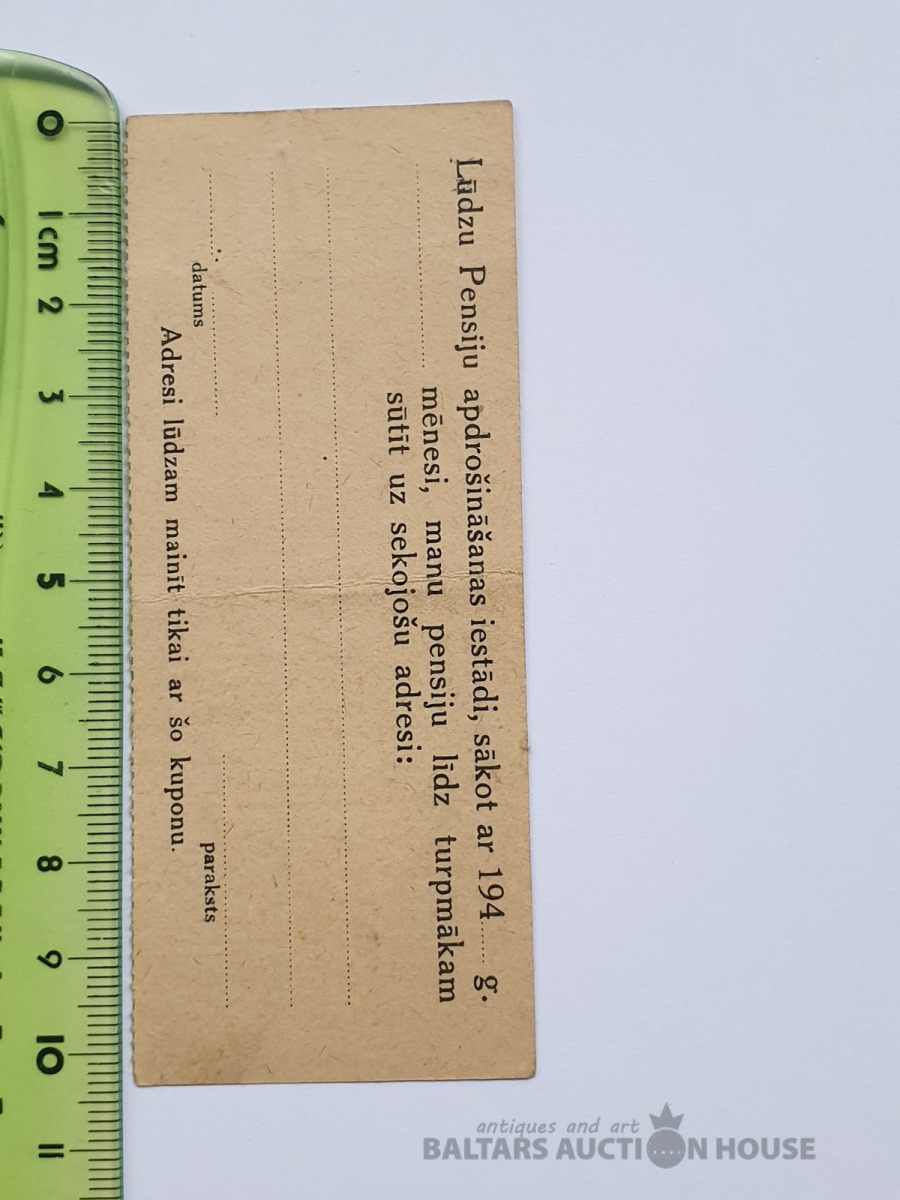 Lūdzu Pensiju apdrošināšanas iestādi, sākot ar 194...... g.
.............................. mēnesi, manu pensiju līdz turpmākam
sūtīt uz sekojošu adresi:
datums
paraksts
Adresi lūdzam mainīt tikai ar šo kuponu.
0 1cm 2 3 4 5 6 7 8 9 10 11
antiques and art
BALTARS AUCTION HOUSE